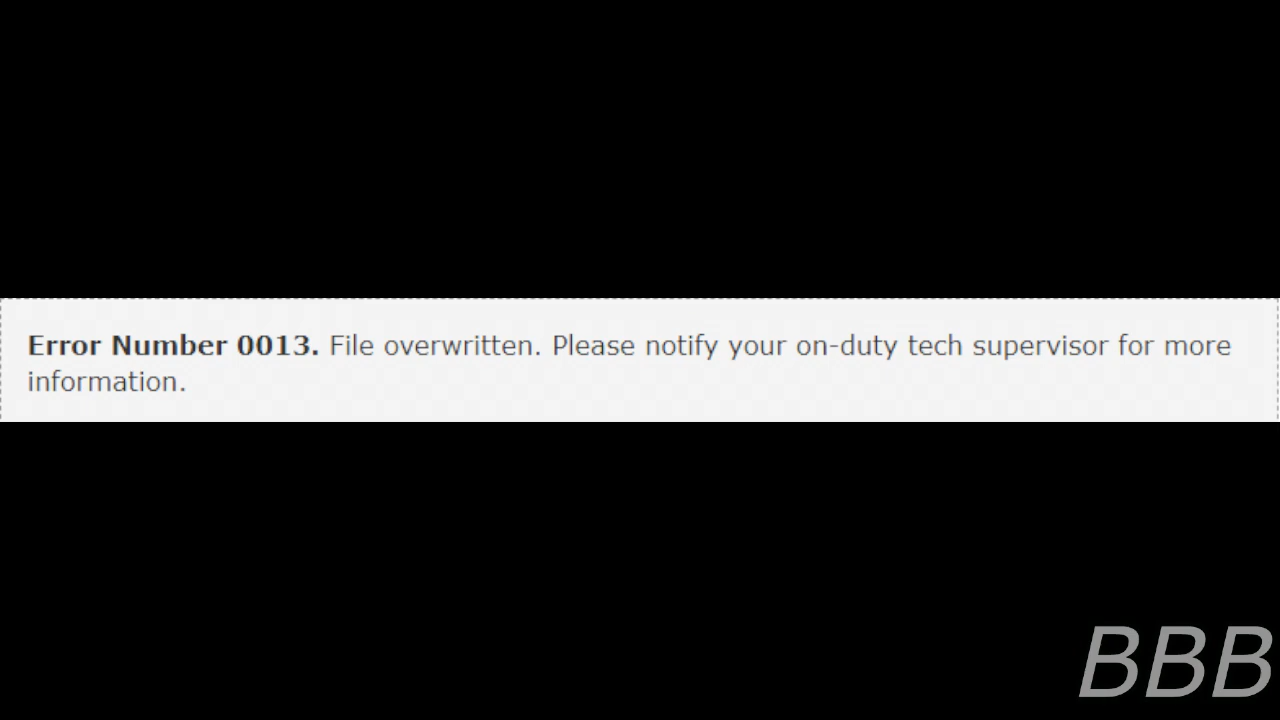 Error Number 0013. File overwritten. Please notify your on-duty tech supervisor for more
information.
BBB